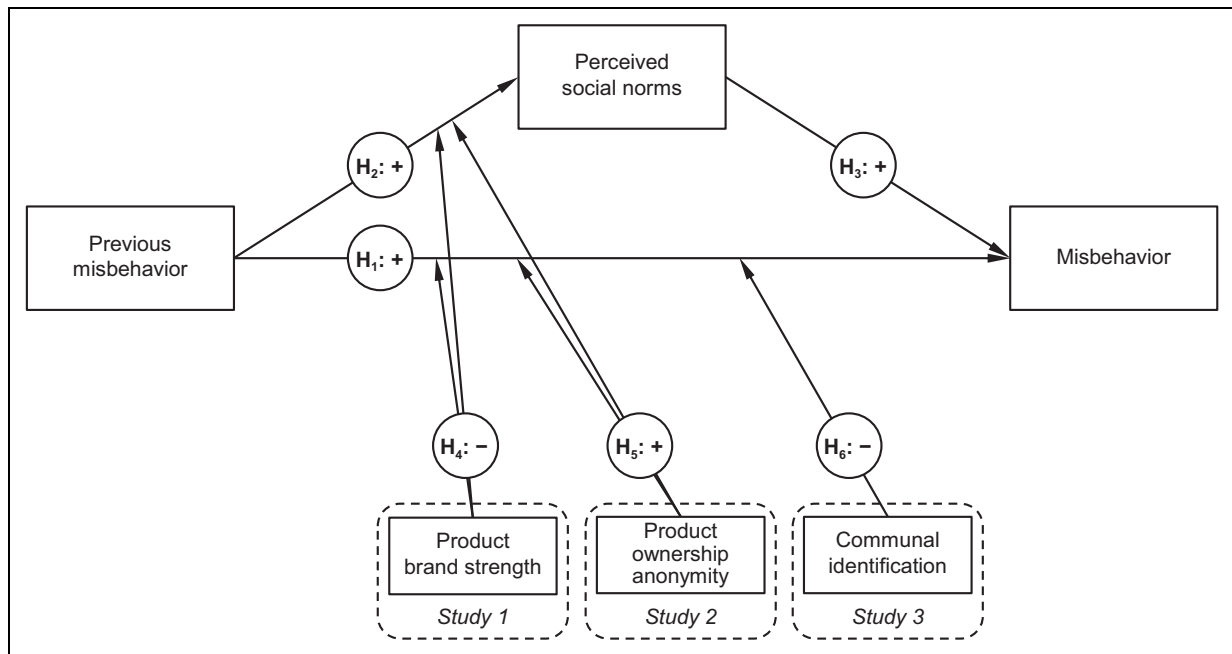 Perceived
social norms
H₂: +
H₃: +
Previous
misbehavior
H₁: +
Misbehavior
H₄: −
H₅: +
H₆: −
Product
brand strength
Product
ownership
anonymity
Communal
identification
Study 1
Study 2
Study 3